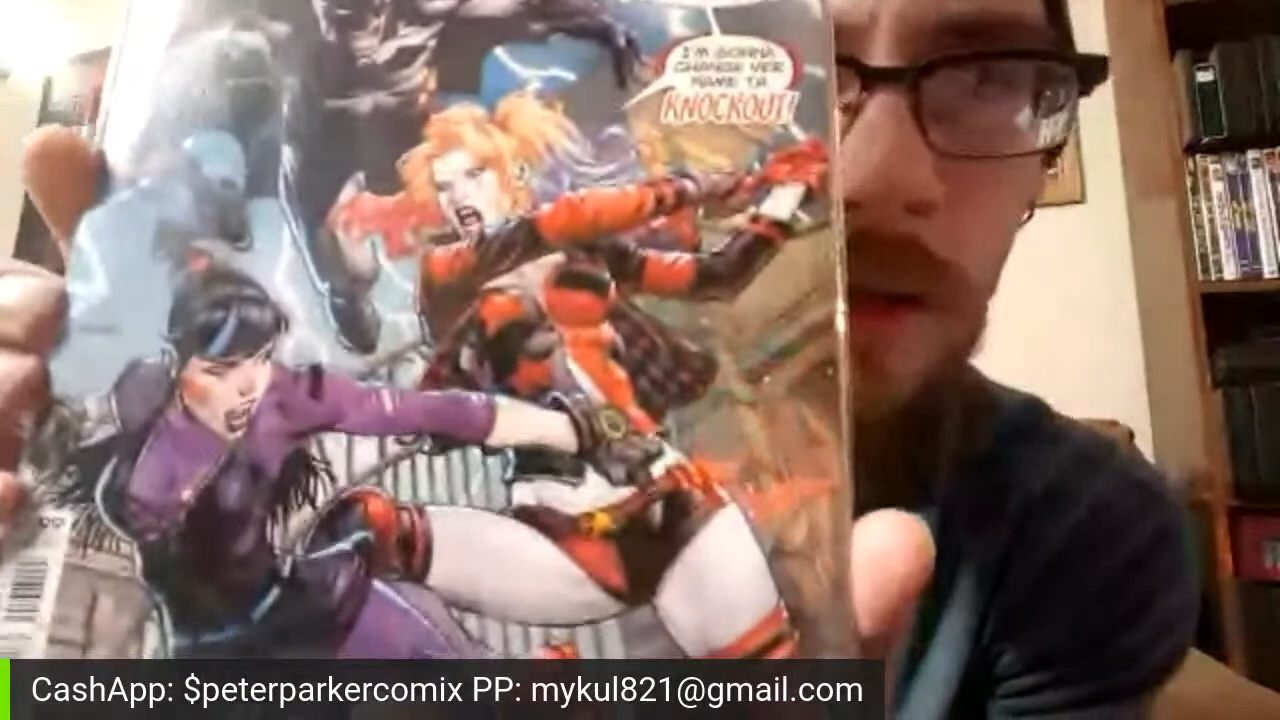 I'M GONNA
CHANGE YER
NAME TA
KNOCKOUT!
CashApp: $peterparkercomix PP: mykul821@gmail.com